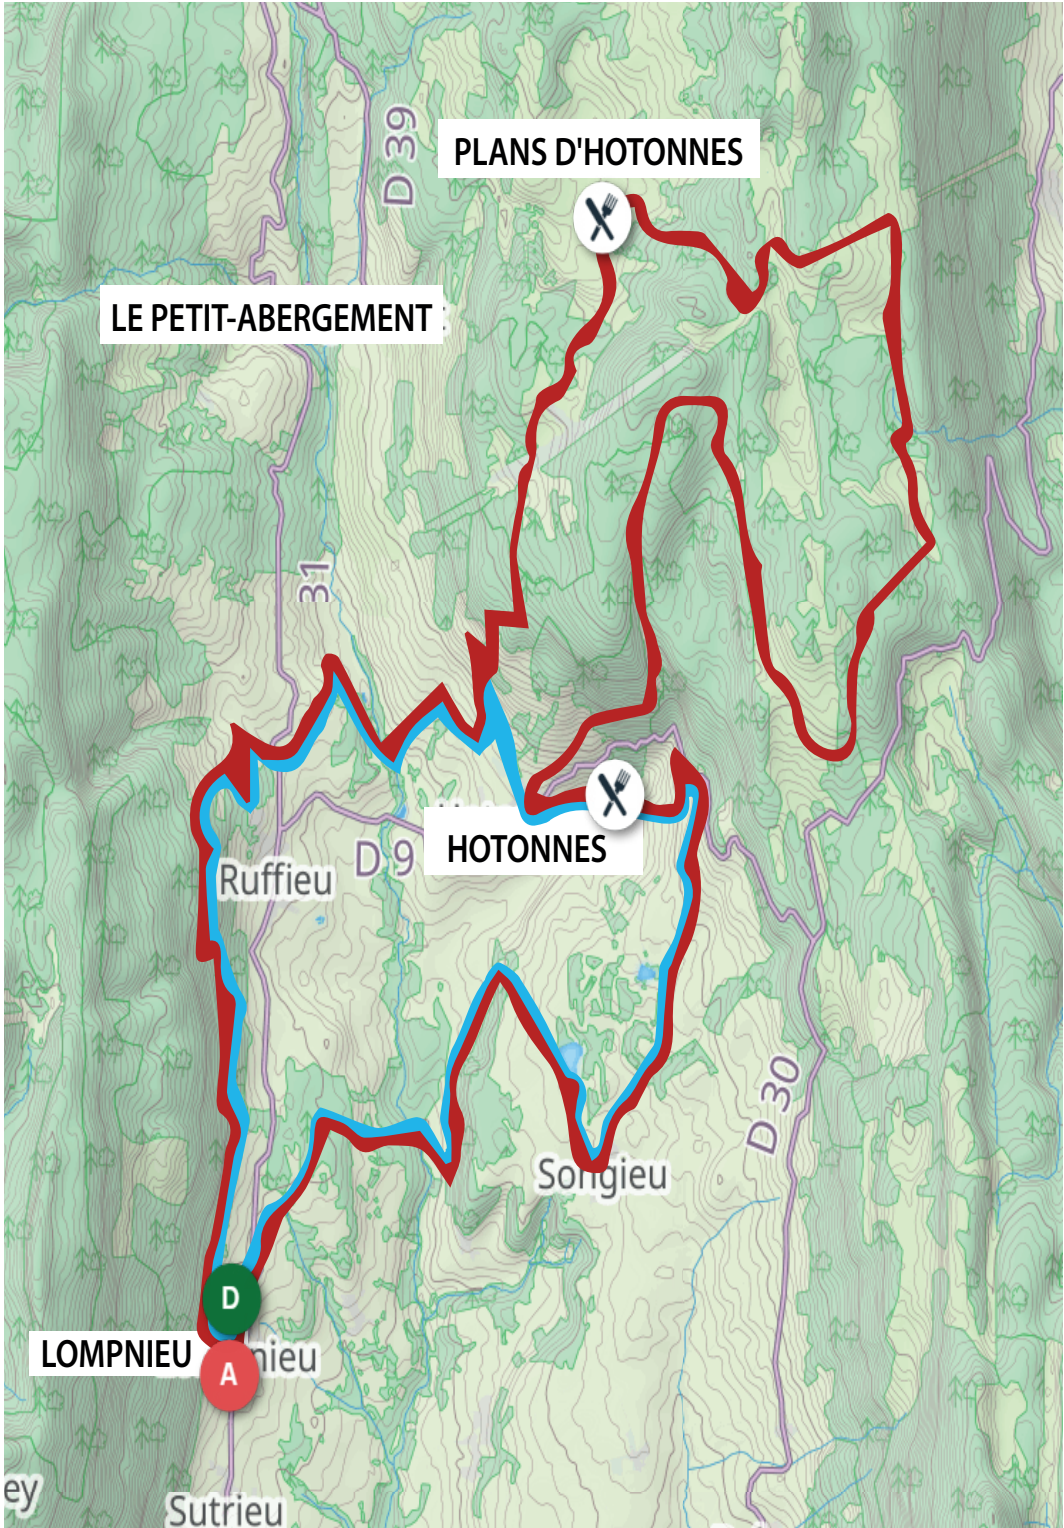 D 39
PLANS D'HOTONNES
LE PETIT-ABERGEMENT
31
HOTONNES
D 9
Ruffieu
D 30
Songieu
D
LOMPNIEU
nieu
A
ey
Sutrieu